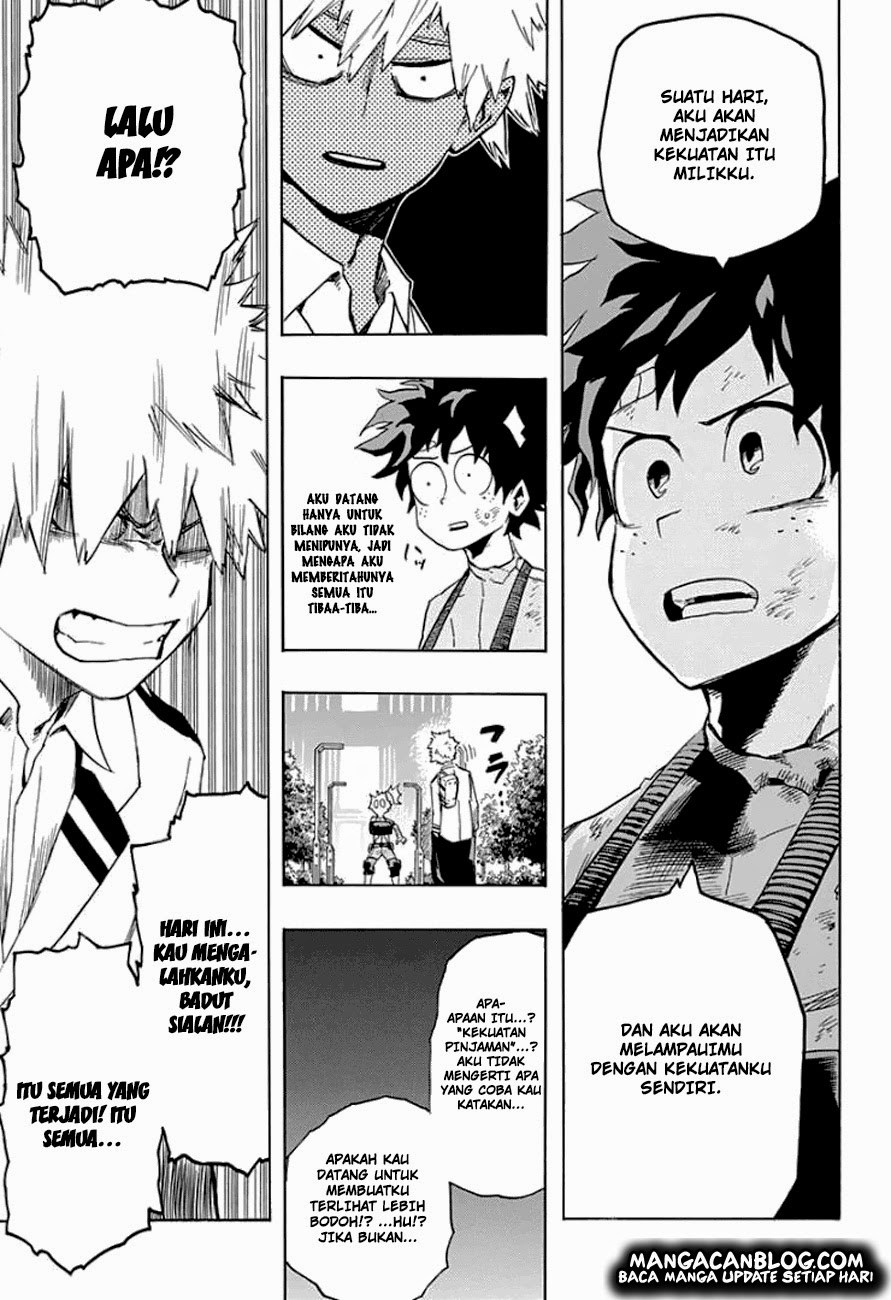 SUATU HARI,
AKU AKAN
MENJADIKAN
KEKUATAN ITU
MILIKKU.
DAN AKU AKAN
MELAMPAUIMU
DENGAN KEKUATANKU
SENDIRI.
AKU DATANG
HANYA UNTUK
BILANG AKU TIDAK
MENIPUNYA, JADI
MENGAPA AKU
MEMBERITAHUNYA
SEMUA ITU
TIBAA-TIBA...
バッ
フラ..
APA-
APAAN ITU...?
"KEKUATAN
PINJAMAN"...?
AKU TIDAK
MENGERTI APA
YANG COBA KAU
KATAKAN...
APAKAH KAU
DATANG UNTUK
MEMBUATKU
TERLIHAT LEBIH
BODOH!? ...HU!?
JIKA BUKAN...
LALU
APA!?
HARI INI...
KAU MENGA-
LAHKANKU,
BADUT
SIALAN!!!
ITU SEMUA YANG
TERJADI! ITU
SEMUA...
MANGACANBLOG.COM
BACA MANGA UPDATE SETIAP HARI